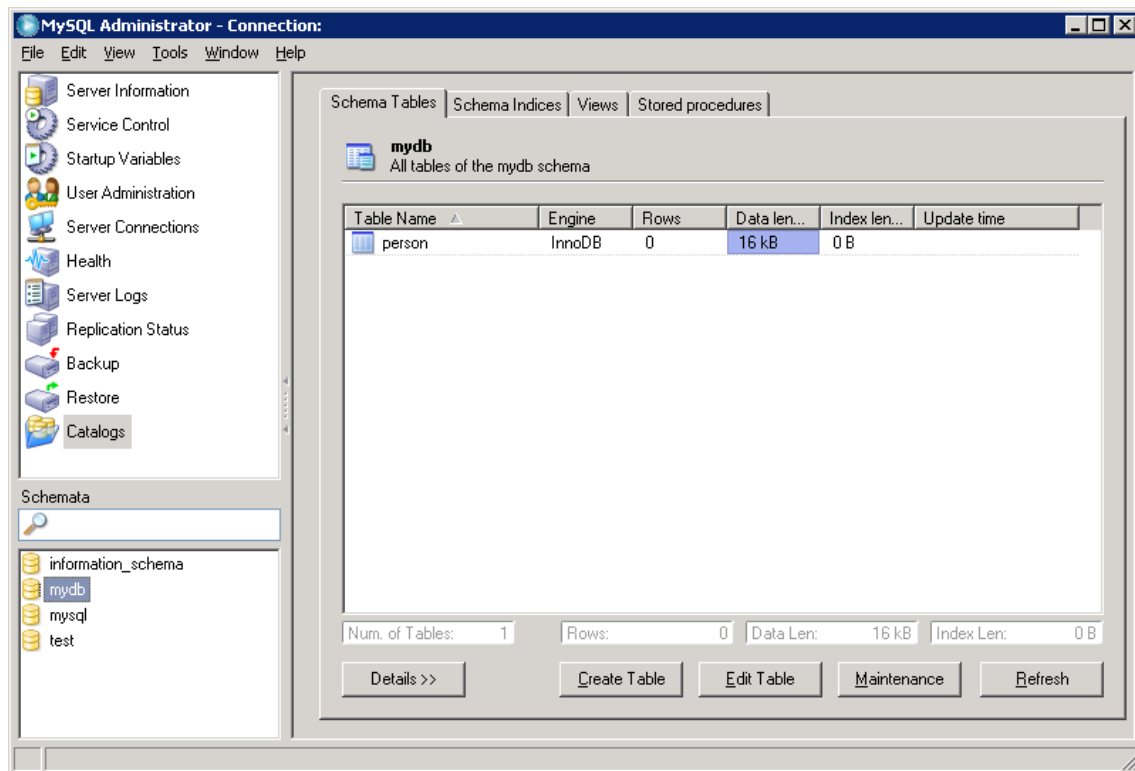 MySQL Administrator - Connection:
File Edit View Tools Window Help
Server Information
Service Control
Startup Variables
User Administration
Server Connections
Health
Server Logs
Replication Status
Backup
Restore
Catalogs
Schemata
information_schema
mydb
mysql
test
Schema Tables Schema Indices Views Stored procedures
mydb
All tables of the mydb schema
Table Name Engine Rows Data len... Index len... Update time
person InnoDB 0 16 kB 0 B
Num. of Tables: 1 Rows: 0 Data Len: 16 kB Index Len: 0 B
Details >> Create Table Edit Table Maintenance Refresh